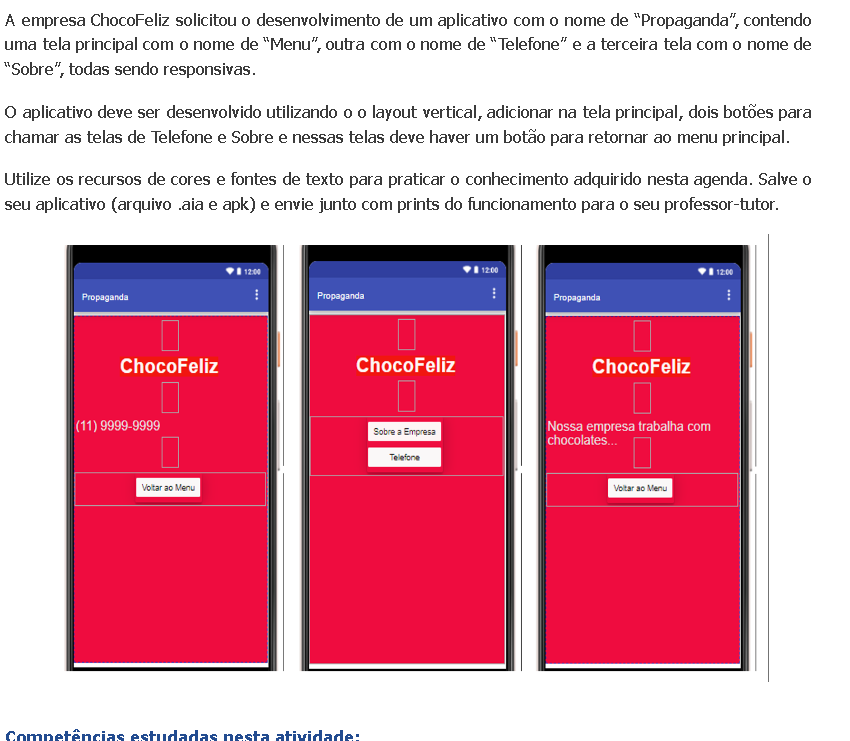 A empresa ChocoFeliz solicitou o desenvolvimento de um aplicativo com o nome de “Propaganda”, contendo
uma tela principal com o nome de “Menu”, outra com o nome de “Telefone” e a terceira tela com o nome de
“Sobre”, todas sendo responsivas.
O aplicativo deve ser desenvolvido utilizando o o layout vertical, adicionar na tela principal, dois botões para
chamar as telas de Telefone e Sobre e nessas telas deve haver um botão para retornar ao menu principal.
Utilize os recursos de cores e fontes de texto para praticar o conhecimento adquirido nesta agenda. Salve o
seu aplicativo (arquivo .aia e apk) e envie junto com prints do funcionamento para o seu professor-tutor.
12:00
Propaganda
ChocoFeliz
(11) 9999-9999
Voltar ao Menu
12:00
Propaganda
ChocoFeliz
Sobre a Empresa
Telefone
12:00
Propaganda
ChocoFeliz
Nossa empresa trabalha com
chocolates...
Voltar ao Menu
Competências estudadas nesta atividade: